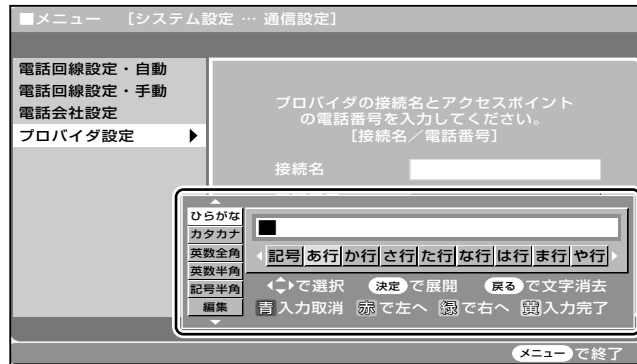 ■メニュー [システム設定 … 通信設定]
電話回線設定・自動
電話回線設定・手動
電話会社設定
プロバイダ設定
プロバイダの接続名とアクセスポイント
の電話番号を入力してください。
[接続名／電話番号]
接続名
ひらがな
カタカナ
英数全角
英数半角
記号半角
編集
記号 あ行 か行 さ行 た行 な行 は行 ま行 や行
で選択 決定で展開 戻るで文字消去
青入力取消 赤で左へ 緑で右へ 黄入力完了
メニューで終了